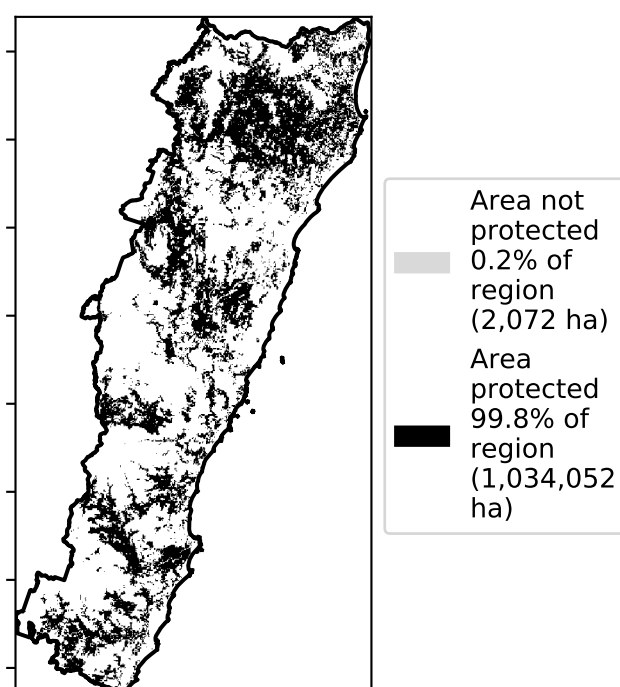 Area not
protected
0.2% of
region
(2,072 ha)
Area
protected
99.8% of
region
(1,034,052
ha)